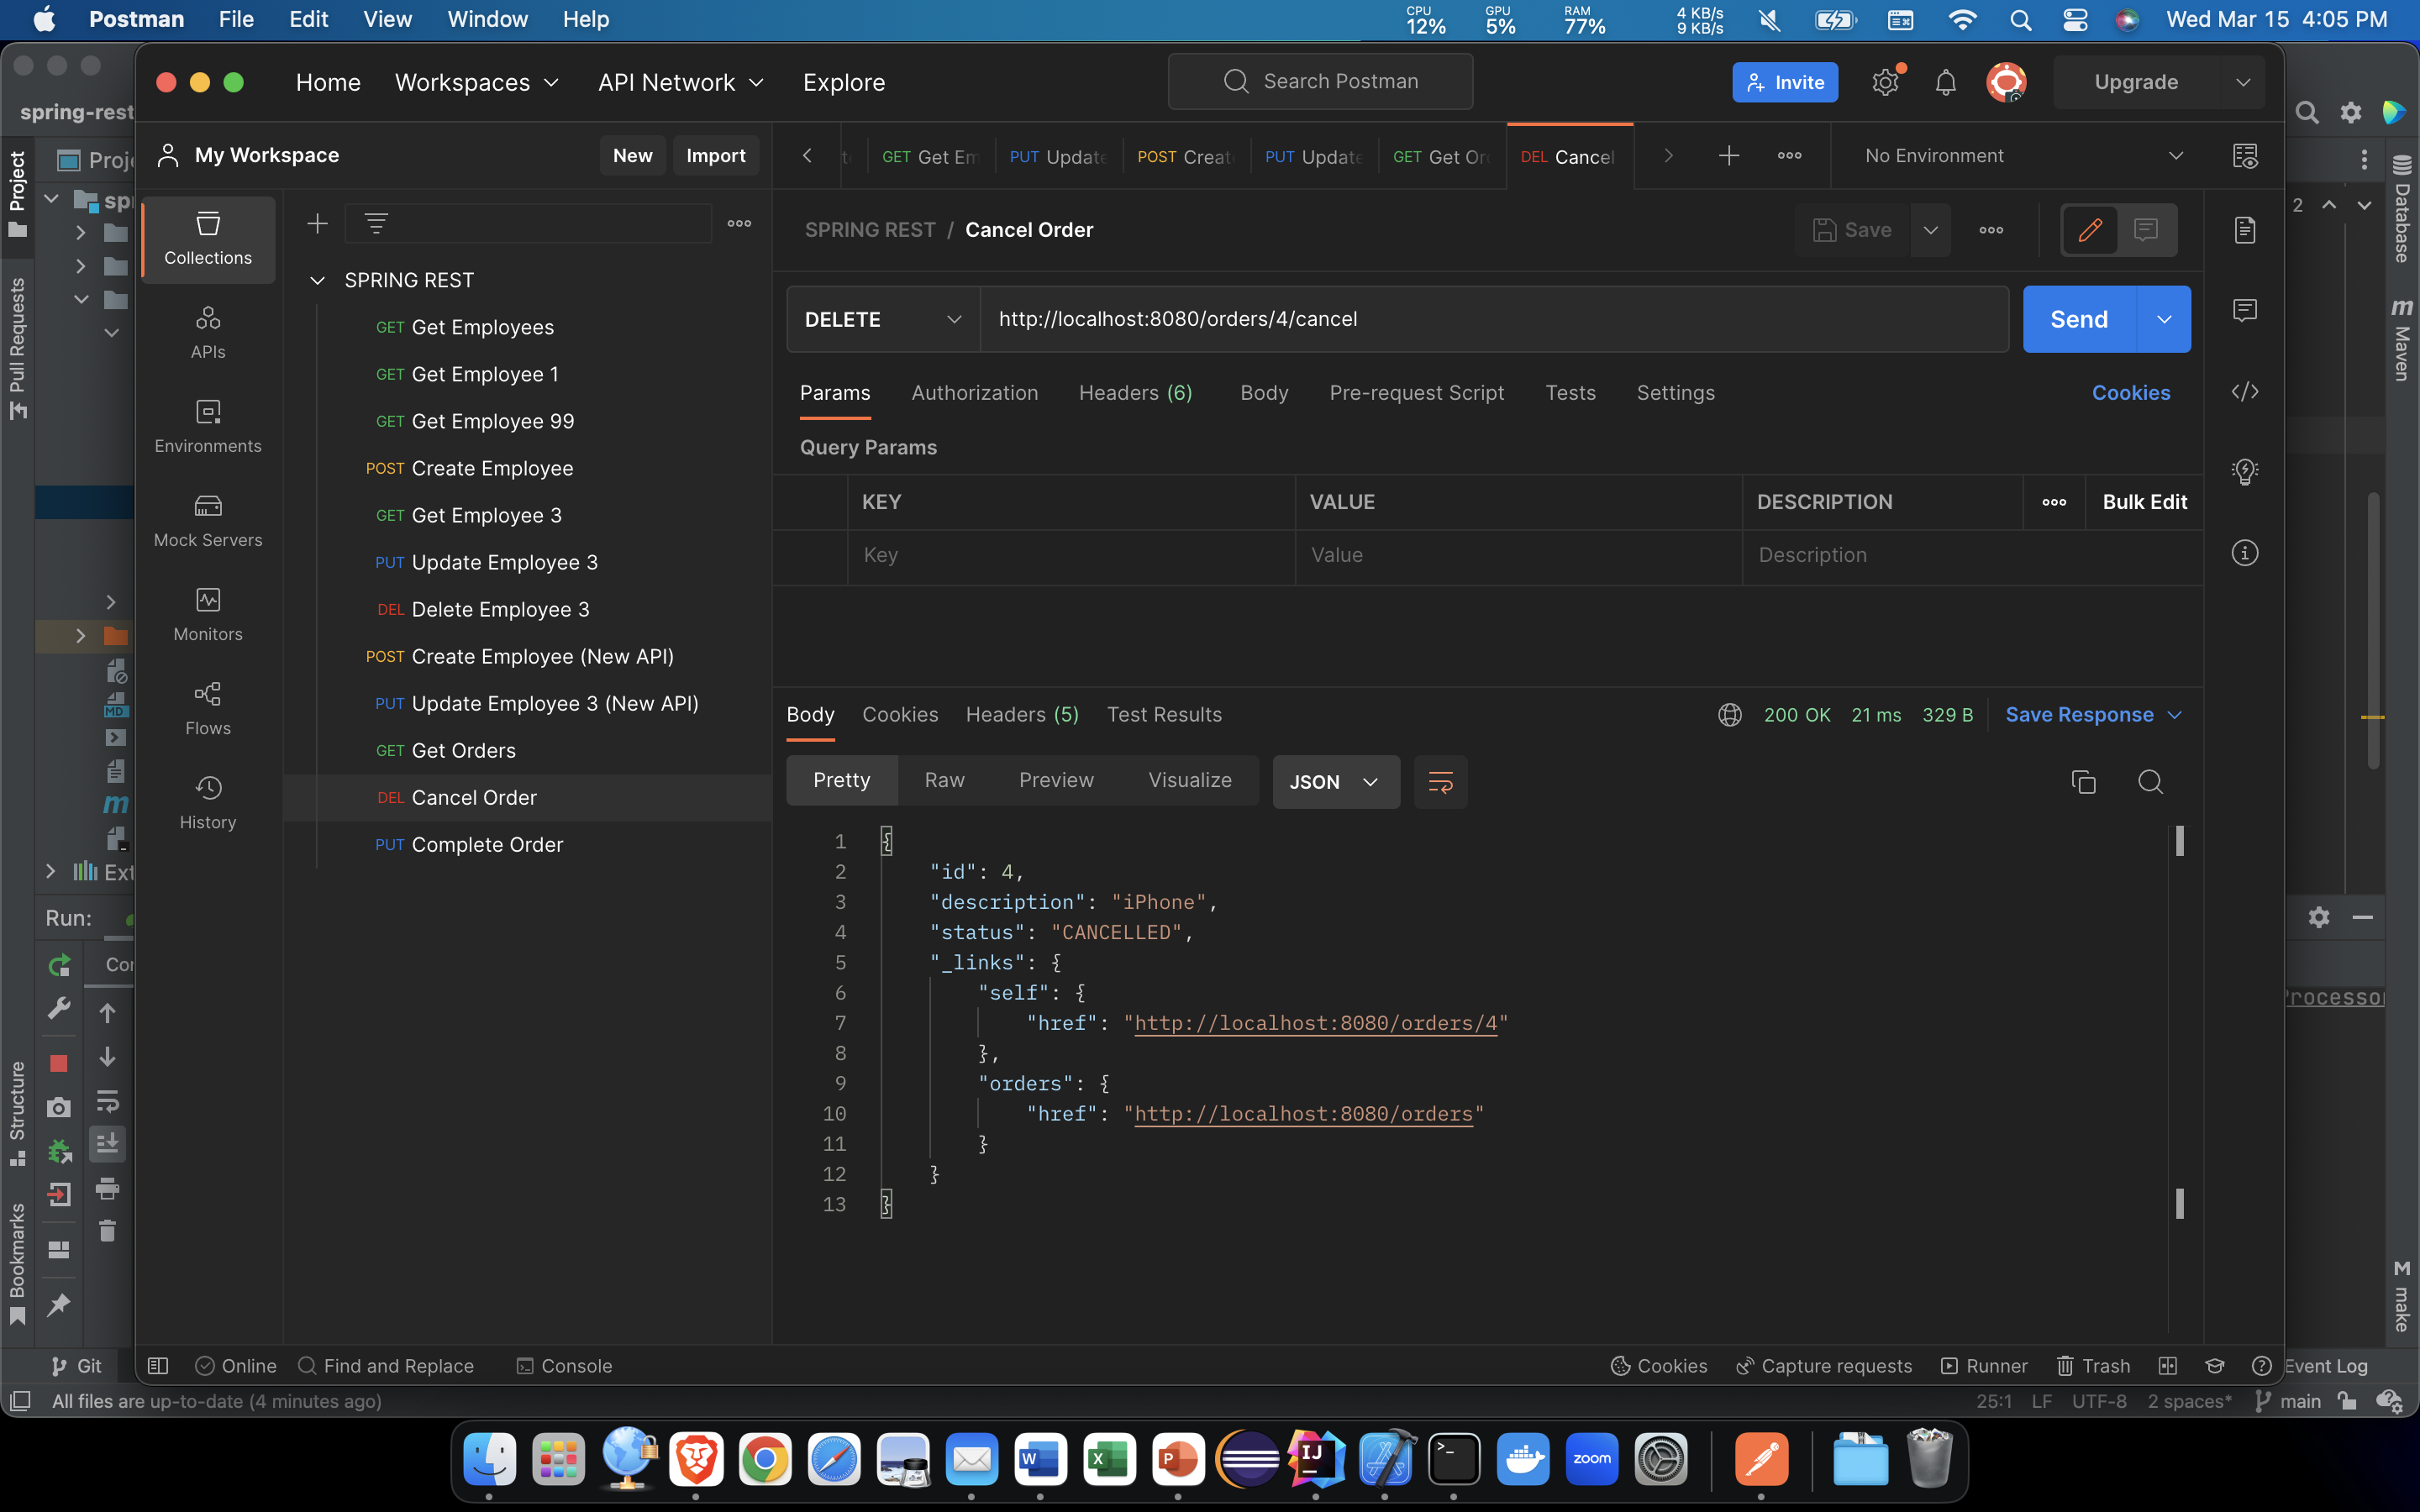 Postman File Edit View Window Help
CPU 12% GPU 5% RAM 77% 4 KB/s 9 KB/s Wed Mar 15 4:05 PM
spring-rest
Home Workspaces API Network Explore Search Postman Invite Upgrade
My Workspace New Import
GET Get Em PUT Update POST Creat PUT Update GET Get Or DEL Cancel No Environment
Project
Pull Requests
Structure
Bookmarks
Proje
spr
Ext
Run:
Con
Collections
APIs
Environments
Mock Servers
Monitors
Flows
History
SPRING REST
GET Get Employees
GET Get Employee 1
GET Get Employee 99
POST Create Employee
GET Get Employee 3
PUT Update Employee 3
DEL Delete Employee 3
POST Create Employee (New API)
PUT Update Employee 3 (New API)
GET Get Orders
DEL Cancel Order
PUT Complete Order
SPRING REST / Cancel Order Save
DELETE http://localhost:8080/orders/4/cancel Send
Params Authorization Headers (6) Body Pre-request Script Tests Settings Cookies
Query Params
KEY VALUE DESCRIPTION Bulk Edit
Key Value Description
Body Cookies Headers (5) Test Results 200 OK 21 ms 329 B Save Response
Pretty Raw Preview Visualize JSON
1 {
2 "id": 4,
3 "description": "iPhone",
4 "status": "CANCELLED",
5 "_links": {
6 "self": {
7 "href": "http://localhost:8080/orders/4"
8 },
9 "orders": {
10 "href": "http://localhost:8080/orders"
11 }
12 }
13 }
2
Database
Maven
rocessor
make
Git Online Find and Replace Console Cookies Capture requests Runner Trash Event Log
All files are up-to-date (4 minutes ago) 25:1 LF UTF-8 2 spaces* main
zoom